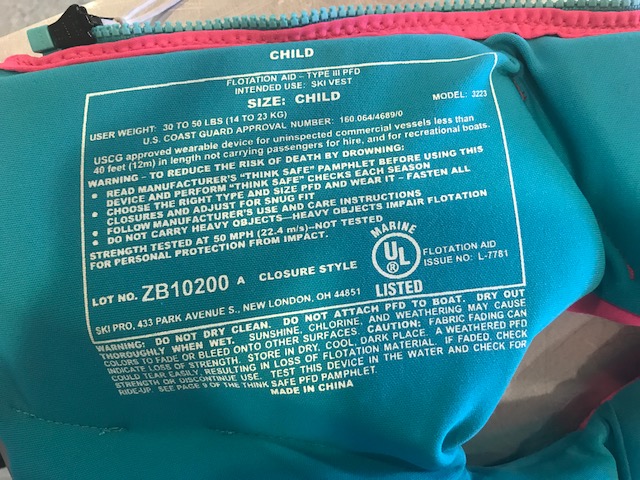 CHILD
FLOTATION AID – TYPE III PFD
INTENDED USE: SKI VEST
SIZE: CHILD
MODEL: 3223
USER WEIGHT: 30 TO 50 LBS (14 TO 23 KG)
U.S. COAST GUARD APPROVAL NUMBER: 160.064/4689/0
USCG approved wearable device for uninspected commercial vessels less than
40 feet (12m) in length not carrying passengers for hire, and for recreational boats.
WARNING – TO REDUCE THE RISK OF DEATH BY DROWNING:
• READ MANUFACTURER'S "THINK SAFE" PAMPHLET BEFORE USING THIS
DEVICE AND PERFORM "THINK SAFE" CHECKS EACH SEASON
• CHOOSE THE RIGHT TYPE AND SIZE PFD AND WEAR IT – FASTEN ALL
CLOSURES AND ADJUST FOR SNUG FIT
• FOLLOW MANUFACTURER'S USE AND CARE INSTRUCTIONS
• DO NOT CARRY HEAVY OBJECTS—HEAVY OBJECTS IMPAIR FLOTATION
STRENGTH TESTED AT 50 MPH (22.4 m/s)–NOT TESTED
FOR PERSONAL PROTECTION FROM IMPACT.
MARINE
UL ®
LISTED
FLOTATION AID
ISSUE NO: L-7781
LOT NO. ZB10200 A CLOSURE STYLE
SKI PRO, 433 PARK AVENUE S., NEW LONDON, OH 44851
WARNING: DO NOT DRY CLEAN. DO NOT ATTACH PFD TO BOAT. DRY OUT
THOROUGHLY WHEN WET. SUNSHINE, CHLORINE, AND WEATHERING MAY CAUSE
COLORS TO FADE OR BLEED ONTO OTHER SURFACES. CAUTION: FABRIC FADING CAN
INDICATE LOSS OF STRENGTH. STORE IN DRY, COOL, DARK PLACE. A WEATHERED PFD
COULD TEAR EASILY, RESULTING IN LOSS OF FLOTATION MATERIAL. IF FADED, CHECK
STRENGTH OR DISCONTINUE USE. TEST THIS DEVICE IN THE WATER AND CHECK FOR
RIDE-UP. SEE PAGE 9 OF THE THINK SAFE PFD PAMPHLET.
MADE IN CHINA